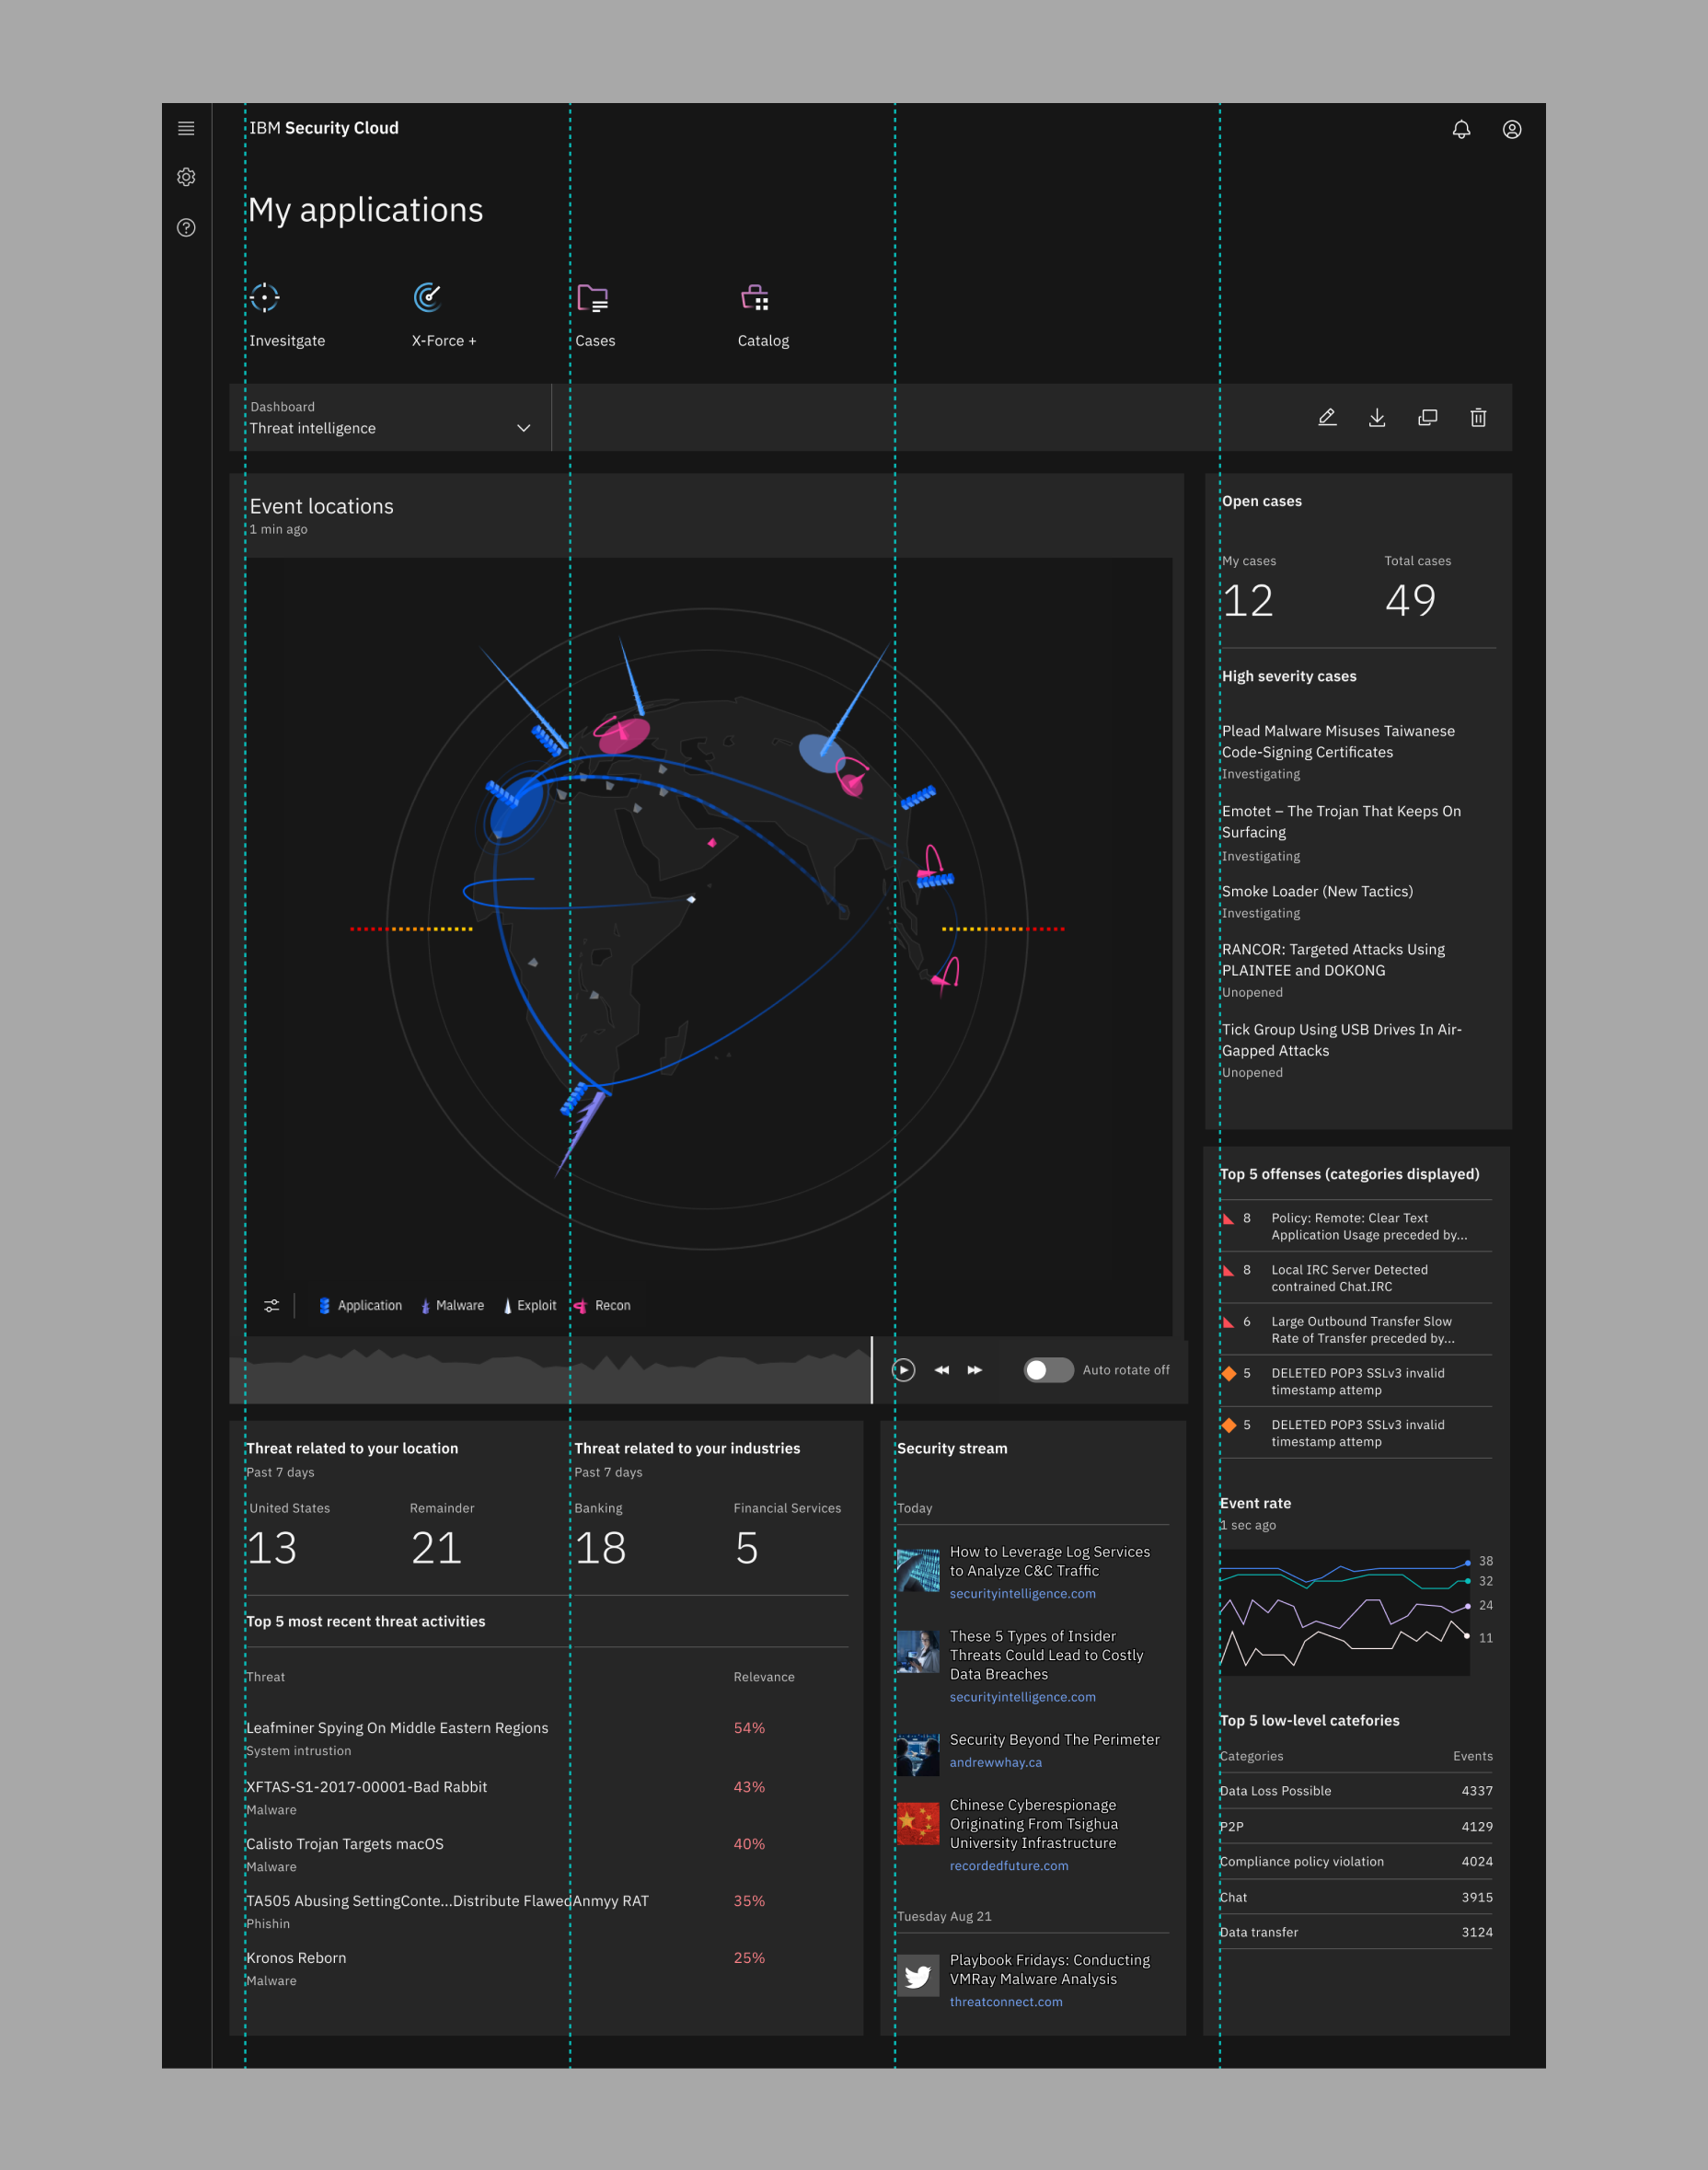 IBM Security Cloud
My applications
Invesitgate
X-Force +
Cases
Catalog
Dashboard
Threat intelligence
Event locations
1 min ago
Application
Malware
Exploit
Recon
Auto rotate off
Open cases
My cases
Total cases
12
49
High severity cases
Plead Malware Misuses Taiwanese
Code-Signing Certificates
Investigating
Emotet – The Trojan That Keeps On
Surfacing
Investigating
Smoke Loader (New Tactics)
Investigating
RANCOR: Targeted Attacks Using
PLAINTEE and DOKONG
Unopened
Tick Group Using USB Drives In Air-
Gapped Attacks
Unopened
Top 5 offenses (categories displayed)
8 Policy: Remote: Clear Text
Application Usage preceded by...
8 Local IRC Server Detected
contrained Chat.IRC
6 Large Outbound Transfer Slow
Rate of Transfer preceded by...
5 DELETED POP3 SSLv3 invalid
timestamp attemp
5 DELETED POP3 SSLv3 invalid
timestamp attemp
Event rate
1 sec ago
38
32
24
11
Top 5 low-level catefories
Categories Events
Data Loss Possible 4337
P2P 4129
Compliance policy violation 4024
Chat 3915
Data transfer 3124
Threat related to your location
Past 7 days
United States
Remainder
13
21
Threat related to your industries
Past 7 days
Banking
Financial Services
18
5
Top 5 most recent threat activities
Threat Relevance
Leafminer Spying On Middle Eastern Regions 54%
System intrustion
XFTAS-S1-2017-00001-Bad Rabbit 43%
Malware
Calisto Trojan Targets macOS 40%
Malware
TA505 Abusing SettingConte...Distribute FlawedAnmyy RAT 35%
Phishin
Kronos Reborn 25%
Malware
Security stream
Today
How to Leverage Log Services
to Analyze C&C Traffic
securityintelligence.com
These 5 Types of Insider
Threats Could Lead to Costly
Data Breaches
securityintelligence.com
Security Beyond The Perimeter
andrewwhay.ca
Chinese Cyberespionage
Originating From Tsighua
University Infrastructure
recordedfuture.com
Tuesday Aug 21
Playbook Fridays: Conducting
VMRay Malware Analysis
threatconnect.com